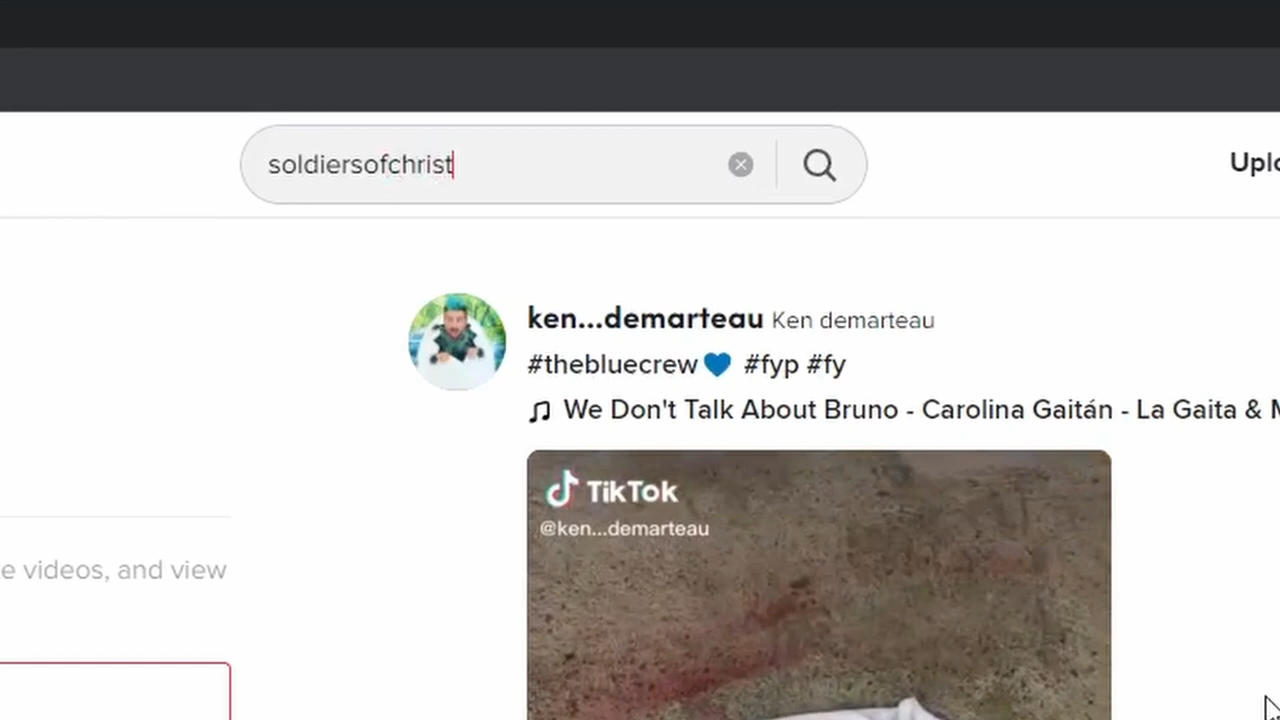 soldiersofchrist
Uplo
ken...demarteau Ken demarteau
#thebluecrew💙 #fyp #fy
We Don't Talk About Bruno - Carolina Gaitán - La Gaita & M
TikTok
@ken...demarteau
e videos, and view